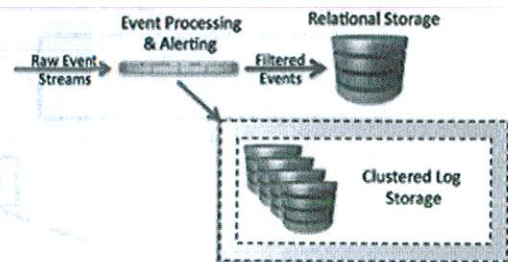 Event Processing
& Alerting
Relational Storage
Raw Event
Streams
Filtered
Events
Clustered Log
Storage